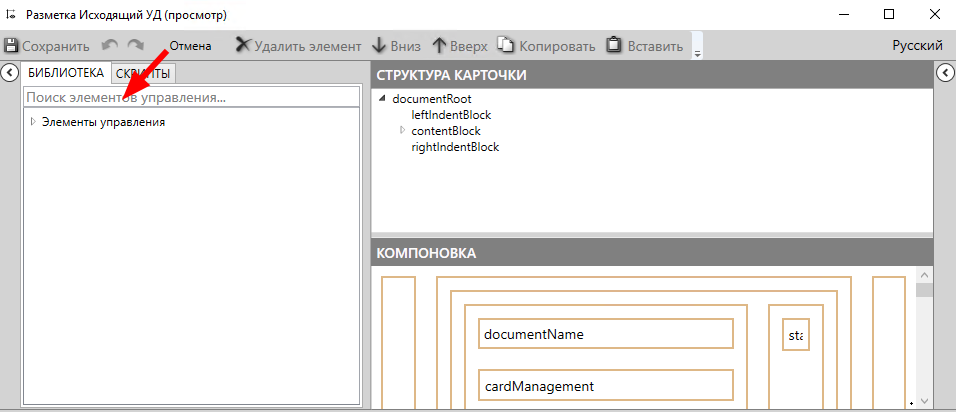 Разметка Исходящий УД (просмотр)
Сохранить Отмена Удалить элемент Вниз Вверх Копировать Вставить Русский
БИБЛИОТЕКА СКРИПТЫ
Поиск элементов управления...
Элементы управления
СТРУКТУРА КАРТОЧКИ
documentRoot
leftIndentBlock
contentBlock
rightIndentBlock
КОМПОНОВКА
documentName
sta
cardManagement